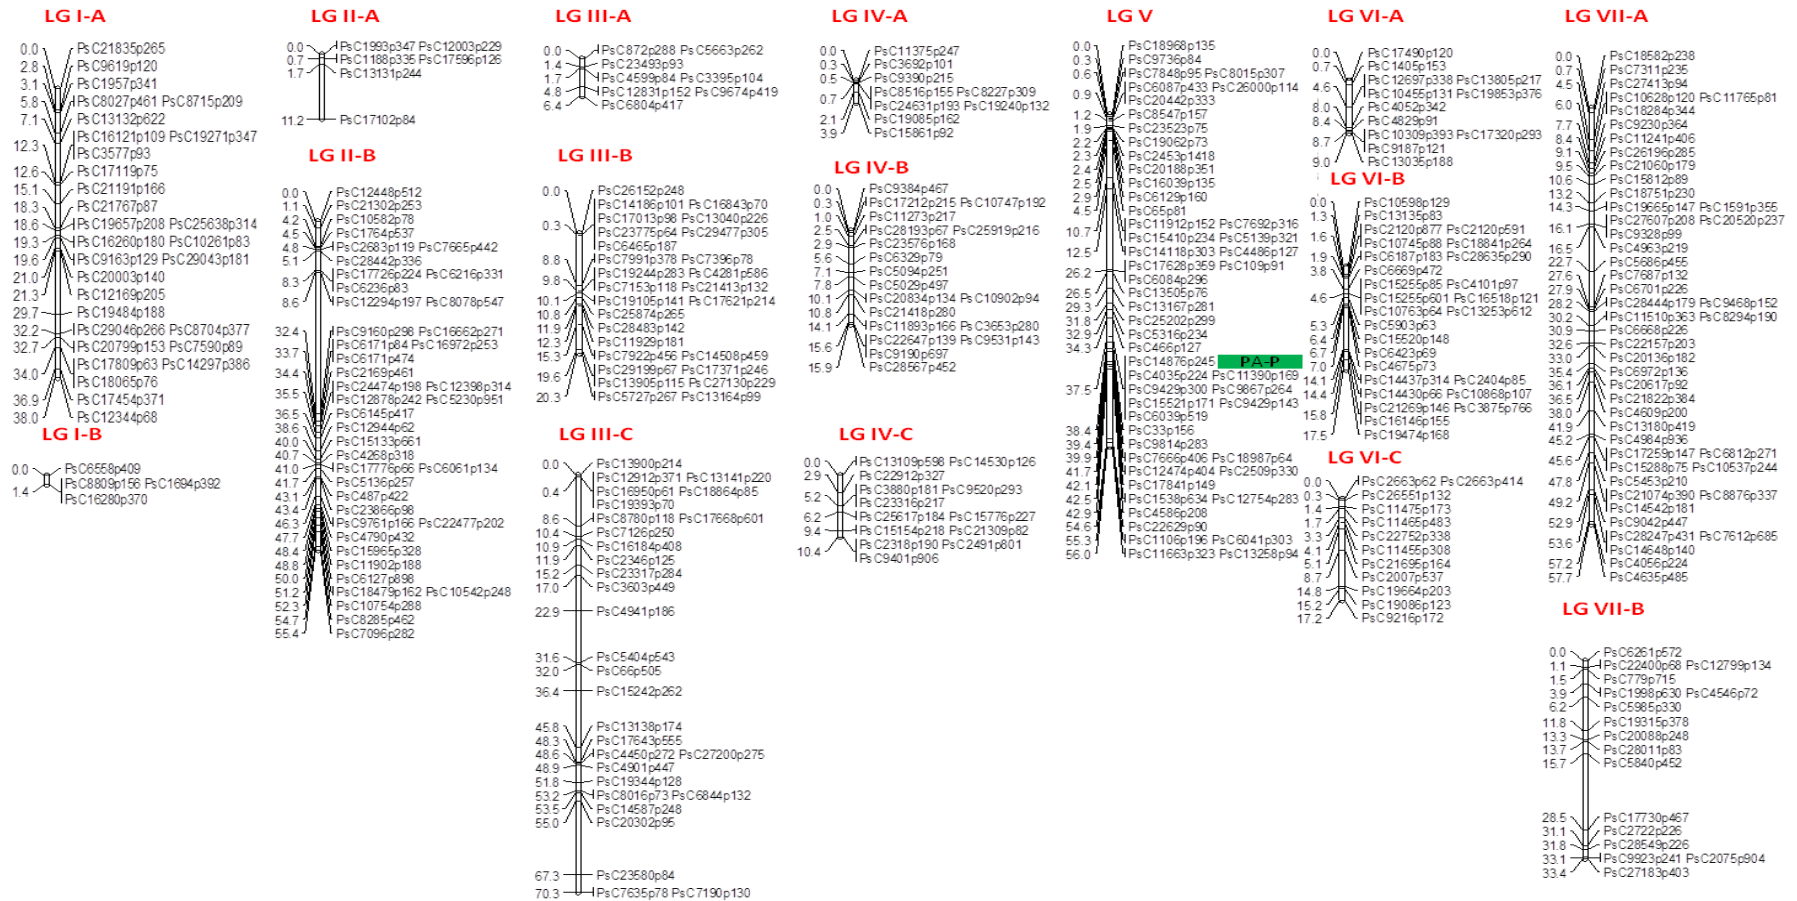 LG I-A
0.0 PsC21835p265
2.8 PsC9619p120
3.1 PsC1957p341
5.8 PsC8027p461 PsC8715p209
7.1 PsC13132p622
12.3 PsC16121p109 PsC19271p347
PsC3577p93
12.6 PsC17119p75
15.1 PsC21191p166
18.3 PsC21767p87
18.6 PsC19657p208 PsC25638p314
19.3 PsC16260p180 PsC10261p83
19.6 PsC9163p129 PsC29043p181
21.0 PsC20003p140
21.3 PsC12169p205
29.7 PsC19484p188
32.2 PsC29046p266 PsC8704p377
32.7 PsC20799p153 PsC7590p89
34.0 PsC17809p63 PsC14297p386
PsC18065p76
36.9 PsC17454p371
38.0 PsC12344p68
LG I-B
0.0 PsC6558p409
PsC8809p156 PsC1694p392
1.4 PsC16280p370
LG II-A
0.0 PsC1993p347 PsC12003p229
0.7 PsC1188p335 PsC17596p126
1.7 PsC13131p244
11.2 PsC17102p84
LG II-B
0.0 PsC12448p512
1.1 PsC21302p253
4.2 PsC10582p78
4.5 PsC1764p537
4.8 PsC2683p119 PsC7665p442
5.1 PsC28442p336
PsC17726p224 PsC6216p331
8.3 PsC6236p83
8.6 PsC12294p197 PsC8078p547
32.4 PsC9160p298 PsC16662p271
PsC6171p84 PsC16972p253
33.7 PsC6171p474
34.4 PsC2169p461
PsC24474p198 PsC12398p314
35.5 PsC12878p242 PsC5230p951
36.5 PsC6145p417
38.6 PsC12944p62
40.0 PsC15133p661
40.7 PsC4268p318
41.0 PsC17776p66 PsC6061p134
41.7 PsC5136p257
43.1 PsC487p422
43.4 PsC23866p98
46.3 PsC9761p166 PsC22477p202
47.7 PsC4790p432
48.4 PsC15965p328
48.8 PsC11902p188
50.0 PsC6127p898
51.2 PsC18479p162 PsC10542p248
52.3 PsC10754p288
54.7 PsC8285p462
55.4 PsC7096p282
LG III-A
0.0 PsC872p288 PsC5663p262
1.4 PsC23493p93
1.7 PsC4599p84 PsC3395p104
4.8 PsC12831p152 PsC9674p419
6.4 PsC6804p417
LG III-B
0.0 PsC26152p248
PsC14186p101 PsC16843p70
PsC17013p98 PsC13040p226
0.3 PsC23775p64 PsC29477p305
PsC6465p187
8.8 PsC7991p378 PsC7396p78
PsC19244p283 PsC4281p586
9.8 PsC7153p118 PsC21413p132
10.1 PsC19105p141 PsC17621p214
10.8 PsC25874p265
11.9 PsC28483p142
12.3 PsC11929p181
15.3 PsC7922p456 PsC14508p459
PsC29199p67 PsC17371p246
19.6 PsC13905p115 PsC27130p229
20.3 PsC5727p267 PsC13164p99
LG III-C
0.0 PsC13900p214
PsC12912p371 PsC13141p220
0.4 PsC16950p61 PsC18864p85
PsC19393p70
8.6 PsC8780p118 PsC17668p601
10.4 PsC7126p250
10.9 PsC16184p408
11.9 PsC2346p125
15.2 PsC23317p284
17.0 PsC3603p449
22.9 PsC4941p186
31.6 PsC5404p543
32.0 PsC66p505
36.4 PsC15242p262
45.8 PsC13138p174
48.3 PsC17643p555
48.6 PsC4450p272 PsC27200p275
48.9 PsC4901p447
51.8 PsC19344p128
53.2 PsC8016p73 PsC6844p132
53.5 PsC14587p248
55.0 PsC20302p95
67.3 PsC23580p84
70.3 PsC7635p78 PsC7190p130
LG IV-A
0.0 PsC11375p247
0.3 PsC3692p101
0.5 PsC9390p215
PsC8516p155 PsC8227p309
0.7 PsC24631p193 PsC19240p132
2.1 PsC19085p162
3.9 PsC15861p92
LG IV-B
0.0 PsC9384p467
0.3 PsC17212p215 PsC10747p192
1.0 PsC11273p217
2.5 PsC28193p67 PsC25919p216
2.9 PsC23576p168
5.6 PsC6329p79
7.1 PsC5094p251
7.8 PsC5029p497
10.1 PsC20834p134 PsC10902p94
10.8 PsC21418p280
14.1 PsC11893p166 PsC3653p280
PsC22647p139 PsC9531p143
15.6 PsC9190p697
15.9 PsC28567p452
LG IV-C
0.0 PsC13109p598 PsC14530p126
2.9 PsC22912p327
PsC3880p181 PsC9520p293
5.2 PsC23316p217
6.2 PsC25617p184 PsC15776p227
9.4 PsC15154p218 PsC21309p82
PsC2318p190 PsC2491p801
10.4 PsC9401p906
LG V
0.0 PsC18968p135
0.3 PsC9736p84
0.6 PsC7848p95 PsC8015p307
PsC6087p433 PsC26000p114
0.9 PsC20442p333
1.2 PsC8547p157
1.9 PsC23523p75
2.2 PsC19062p73
2.3 PsC2453p1418
2.4 PsC20188p351
2.5 PsC16039p135
2.9 PsC6129p160
4.5 PsC65p81
PsC11912p152 PsC7692p316
10.7 PsC15410p234 PsC5139p321
12.5 PsC14118p303 PsC4486p127
PsC17628p359 PsC109p91
26.2 PsC6084p296
26.5 PsC13505p76
29.3 PsC13167p281
31.8 PsC25202p299
32.9 PsC5316p234
34.3 PsC466p127
PsC14876p245 PA-P
PsC4035p224 PsC11390p169
37.5 PsC9429p300 PsC9867p264
PsC15521p171 PsC9429p143
PsC6039p519
38.4 PsC33p156
39.4 PsC9814p283
39.9 PsC7666p406 PsC18987p64
41.7 PsC12474p404 PsC2509p330
42.1 PsC17841p149
42.5 PsC1538p634 PsC12754p283
42.9 PsC4586p208
54.6 PsC22629p90
55.3 PsC1106p196 PsC6041p303
56.0 PsC11663p323 PsC13258p94
LG VI-A
0.0 PsC17490p120
0.7 PsC1405p153
PsC12697p338 PsC13805p217
4.6 PsC10455p131 PsC19853p376
8.0 PsC4052p342
8.4 PsC4829p91
PsC10309p393 PsC17320p293
8.7 PsC9187p121
9.0 PsC13035p188
LG VI-B
0.0 PsC10598p129
1.3 PsC13135p83
PsC2120p877 PsC2120p591
1.6 PsC10745p88 PsC18841p264
1.9 PsC6187p183 PsC28635p290
3.8 PsC6669p472
PsC15255p85 PsC4101p97
4.6 PsC15255p601 PsC16518p121
PsC10763p64 PsC13253p612
5.3 PsC5903p63
6.4 PsC15520p148
6.7 PsC6423p69
7.0 PsC4675p73
14.1 PsC14437p314 PsC2404p85
14.4 PsC14430p66 PsC10868p107
PsC21269p146 PsC3875p766
15.8 PsC16146p155
17.5 PsC19474p168
LG VI-C
0.0 PsC2663p62 PsC2663p414
0.3 PsC26551p132
1.4 PsC11475p173
1.7 PsC11465p483
3.3 PsC22752p338
4.1 PsC11455p308
5.1 PsC21695p164
8.7 PsC2007p537
14.8 PsC19664p203
15.2 PsC19086p123
17.2 PsC9216p172
LG VII-A
0.0 PsC18582p238
0.7 PsC7311p235
4.5 PsC27413p94
6.0 PsC10628p120 PsC11765p81
PsC18284p344
7.7 PsC9230p364
8.4 PsC11241p406
9.1 PsC26196p285
9.5 PsC21060p179
10.6 PsC15812p89
13.2 PsC18751p230
14.3 PsC19665p147 PsC1591p355
PsC27607p208 PsC20520p237
16.1 PsC9328p99
16.5 PsC4963p219
22.7 PsC5686p455
27.6 PsC7687p132
27.9 PsC6701p226
28.2 PsC28444p179 PsC9468p152
30.2 PsC11510p363 PsC8294p190
30.9 PsC6668p226
32.6 PsC22157p203
33.0 PsC20136p182
35.4 PsC6972p136
36.1 PsC20617p92
36.5 PsC21822p384
38.0 PsC4609p200
41.9 PsC13180p419
45.2 PsC4984p936
PsC17259p147 PsC6812p271
45.6 PsC15288p75 PsC10537p244
47.8 PsC5453p210
PsC21074p390 PsC8876p337
49.2 PsC14542p181
52.9 PsC9042p447
PsC28247p431 PsC7612p685
53.6 PsC14648p140
57.2 PsC4056p224
57.7 PsC4635p485
LG VII-B
0.0 PsC6261p572
1.1 PsC22400p68 PsC12799p134
1.5 PsC779p715
3.9 PsC1998p630 PsC4546p72
6.2 PsC5985p330
11.8 PsC19315p378
13.3 PsC20088p248
13.7 PsC28011p83
15.7 PsC5840p452
28.5 PsC17730p467
31.1 PsC2722p226
31.8 PsC28549p226
33.1 PsC9923p241 PsC2075p904
33.4 PsC27183p403